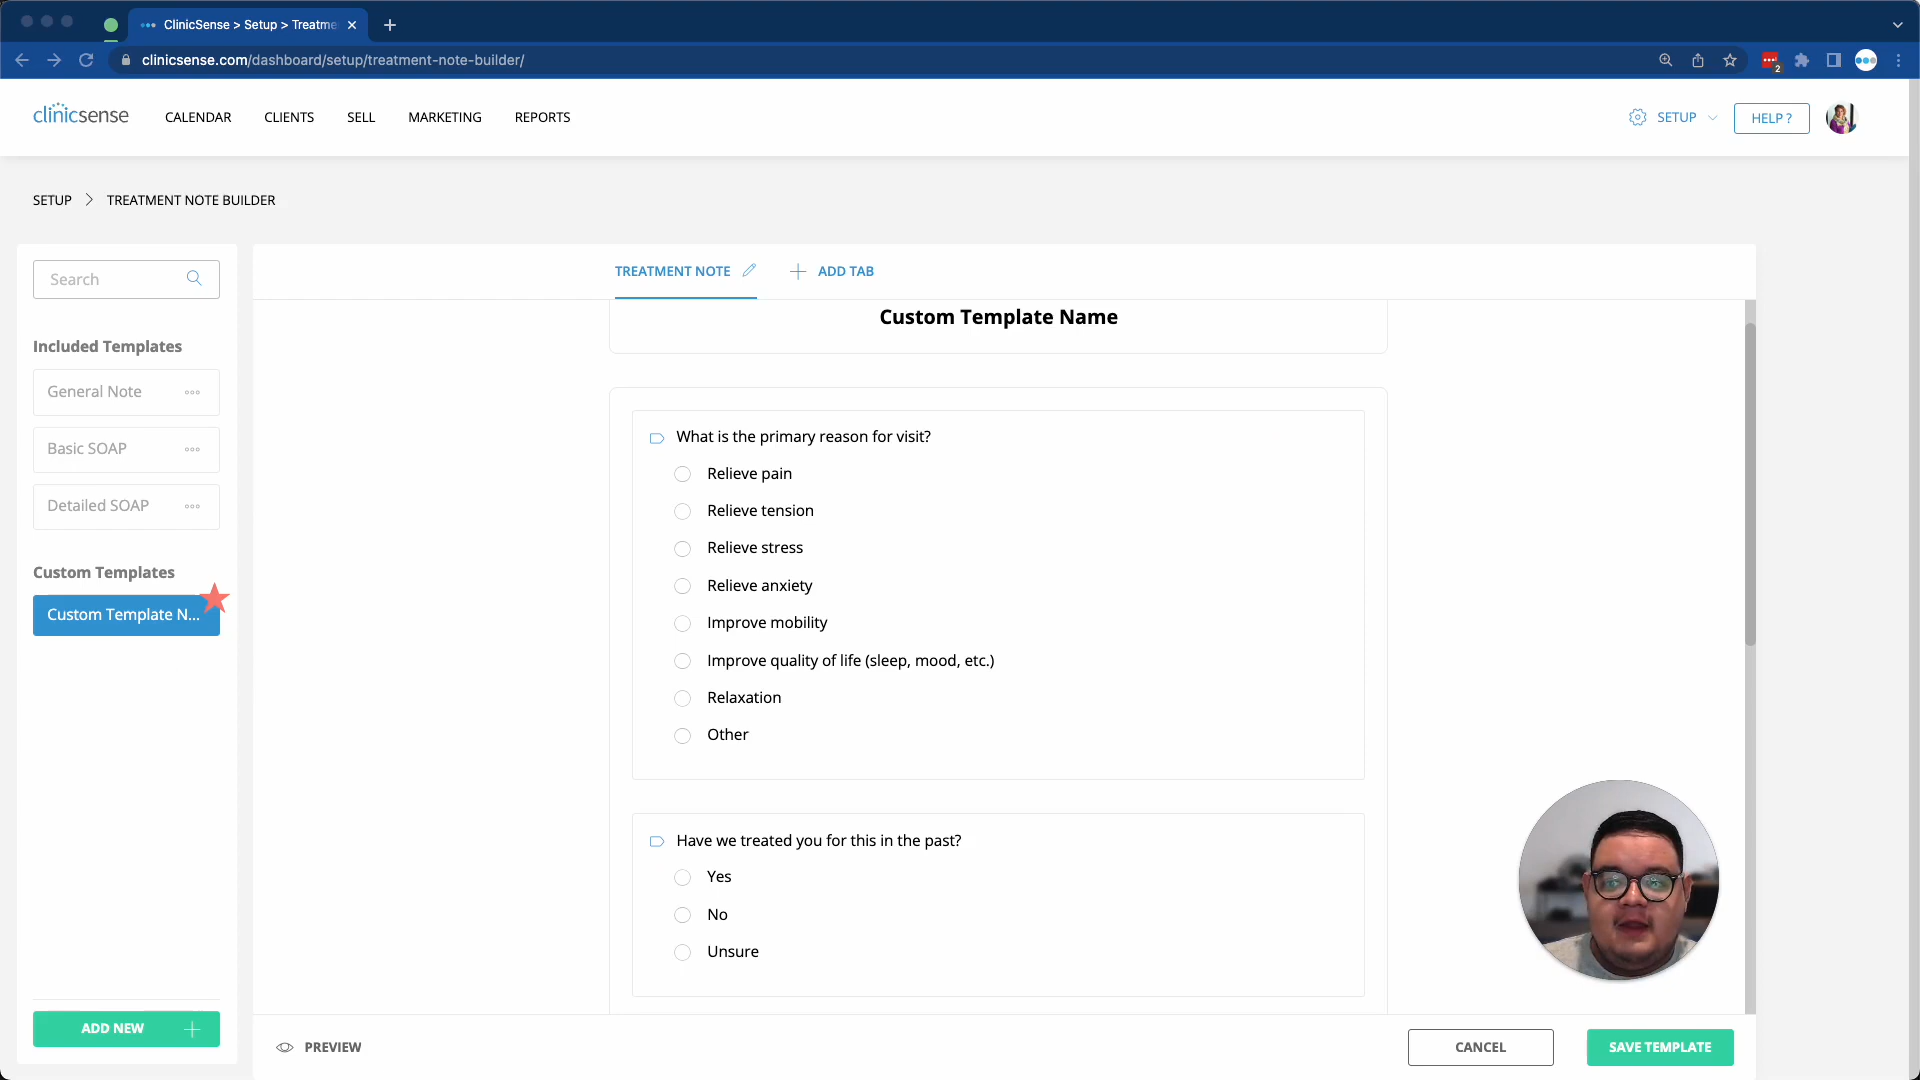 ClinicSense > Setup > Treatme
clinicsense.com/dashboard/setup/treatment-note-builder/
2
clinicsense
CALENDAR
CLIENTS
SELL
MARKETING
REPORTS
SETUP
HELP ?
SETUP
TREATMENT NOTE BUILDER
Search
Included Templates
General Note
Basic SOAP
Detailed SOAP
Custom Templates
Custom Template N...
ADD NEW
TREATMENT NOTE
ADD TAB
Custom Template Name
What is the primary reason for visit?
Relieve pain
Relieve tension
Relieve stress
Relieve anxiety
Improve mobility
Improve quality of life (sleep, mood, etc.)
Relaxation
Other
Have we treated you for this in the past?
Yes
No
Unsure
PREVIEW
CANCEL
SAVE TEMPLATE